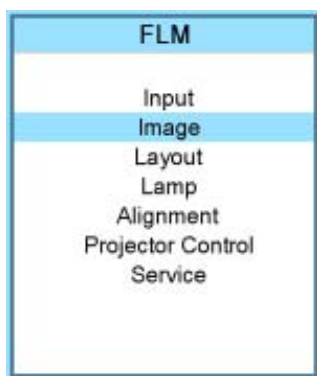 FLM
Input
Image
Layout
Lamp
Alignment
Projector Control
Service